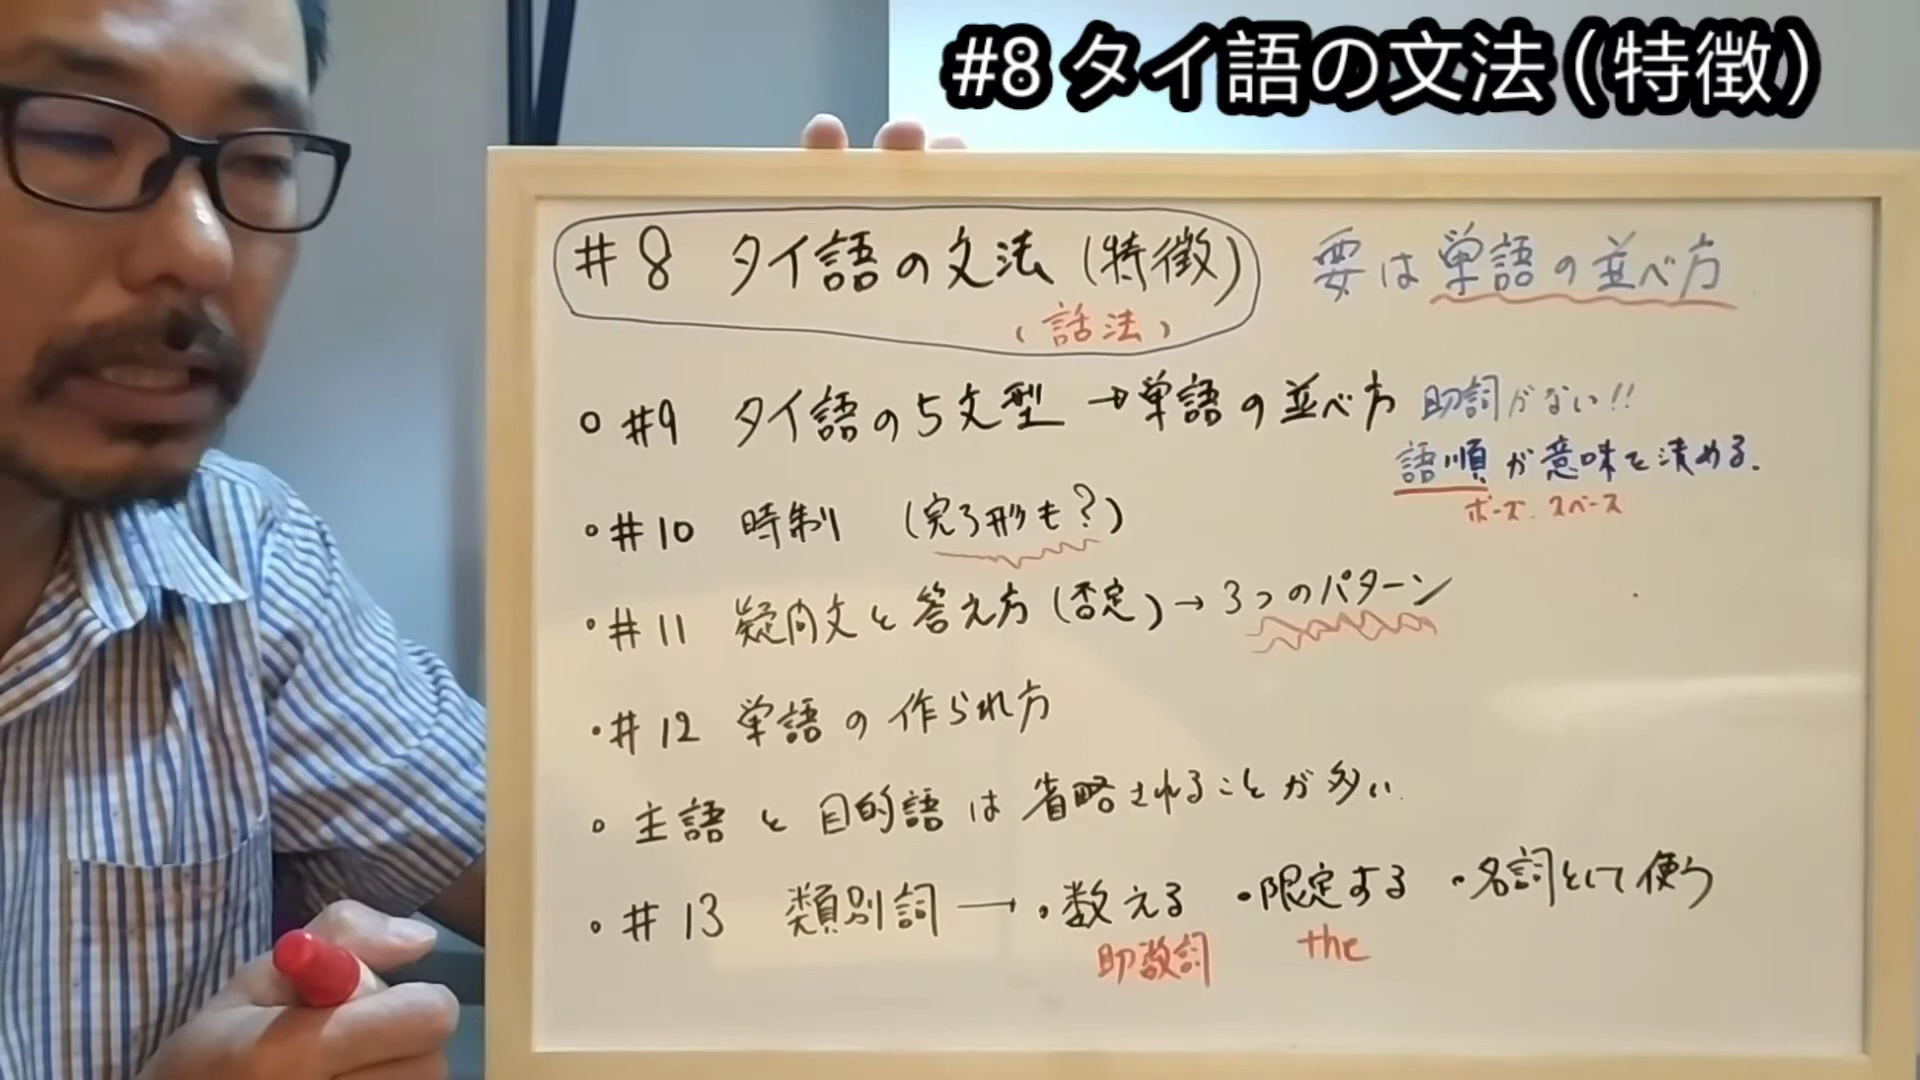 #8 タイ語の文法(特徴)
#8 タイ語の文法(特徴) 要は単語の並べ方
(話法)
○ #9 タイ語の5文型 → 単語の並べ方 助詞がない!!
語順が意味を決める.
ポーズ.スペース
○ #10 時制 (完了形も?)
・#11 疑問文と答え方(否定) → 3つのパターン
・#12 単語の作られ方
○ 主語と目的語は省略されることが多い.
・#13 類別詞 → ・数える ・限定する ・名詞として使う
助数詞 the